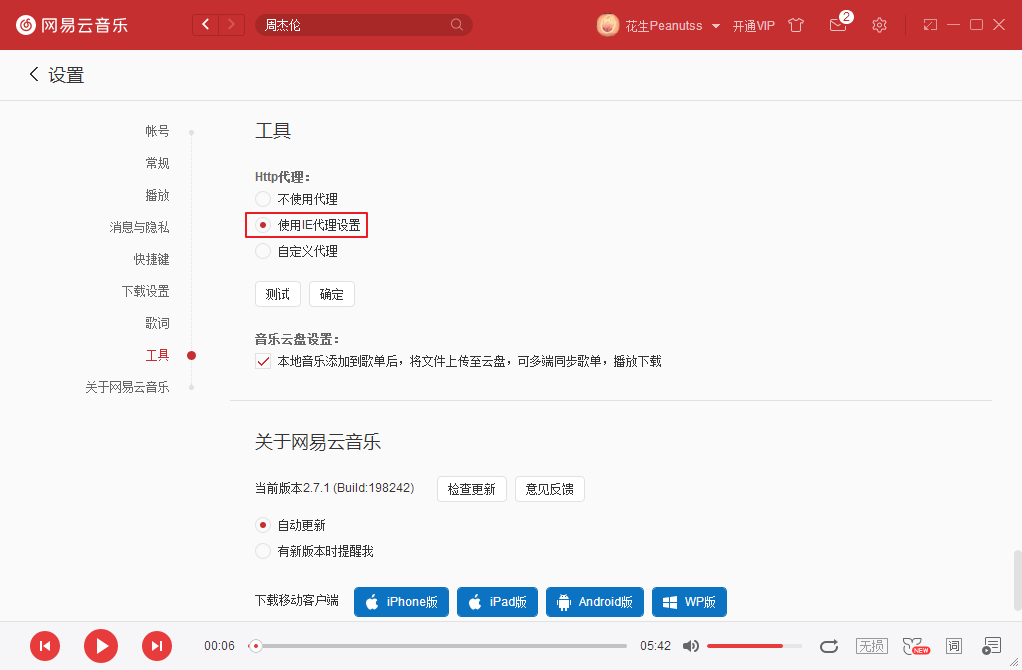 网易云音乐
周杰伦
花生Peanutss
开通VIP
2
设置
帐号
常规
播放
消息与隐私
快捷键
下载设置
歌词
工具
关于网易云音乐
工具
Http代理：
不使用代理
使用IE代理设置
自定义代理
测试 确定
音乐云盘设置：
本地音乐添加到歌单后，将文件上传至云盘，可多端同步歌单，播放下载
关于网易云音乐
当前版本2.7.1 (Build:198242) 检查更新 意见反馈
自动更新
有新版本时提醒我
下载移动客户端 iPhone版 iPad版 Android版 WP版
00:06 05:42 无损 NEW 词